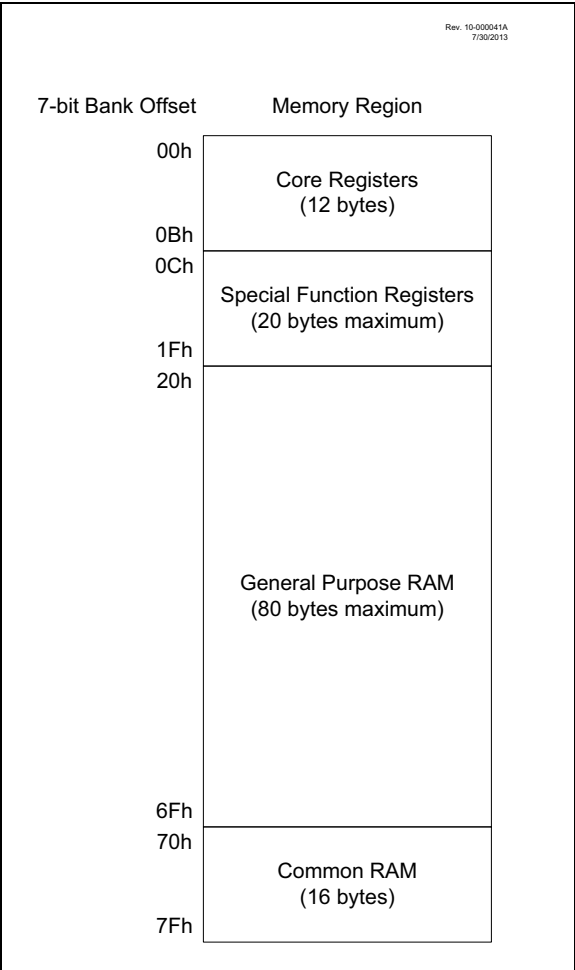 Rev. 10-000041A
7/30/2013
7-bit Bank Offset Memory Region
00h
Core Registers
(12 bytes)
0Bh
0Ch
Special Function Registers
(20 bytes maximum)
1Fh
20h
General Purpose RAM
(80 bytes maximum)
6Fh
70h
Common RAM
(16 bytes)
7Fh